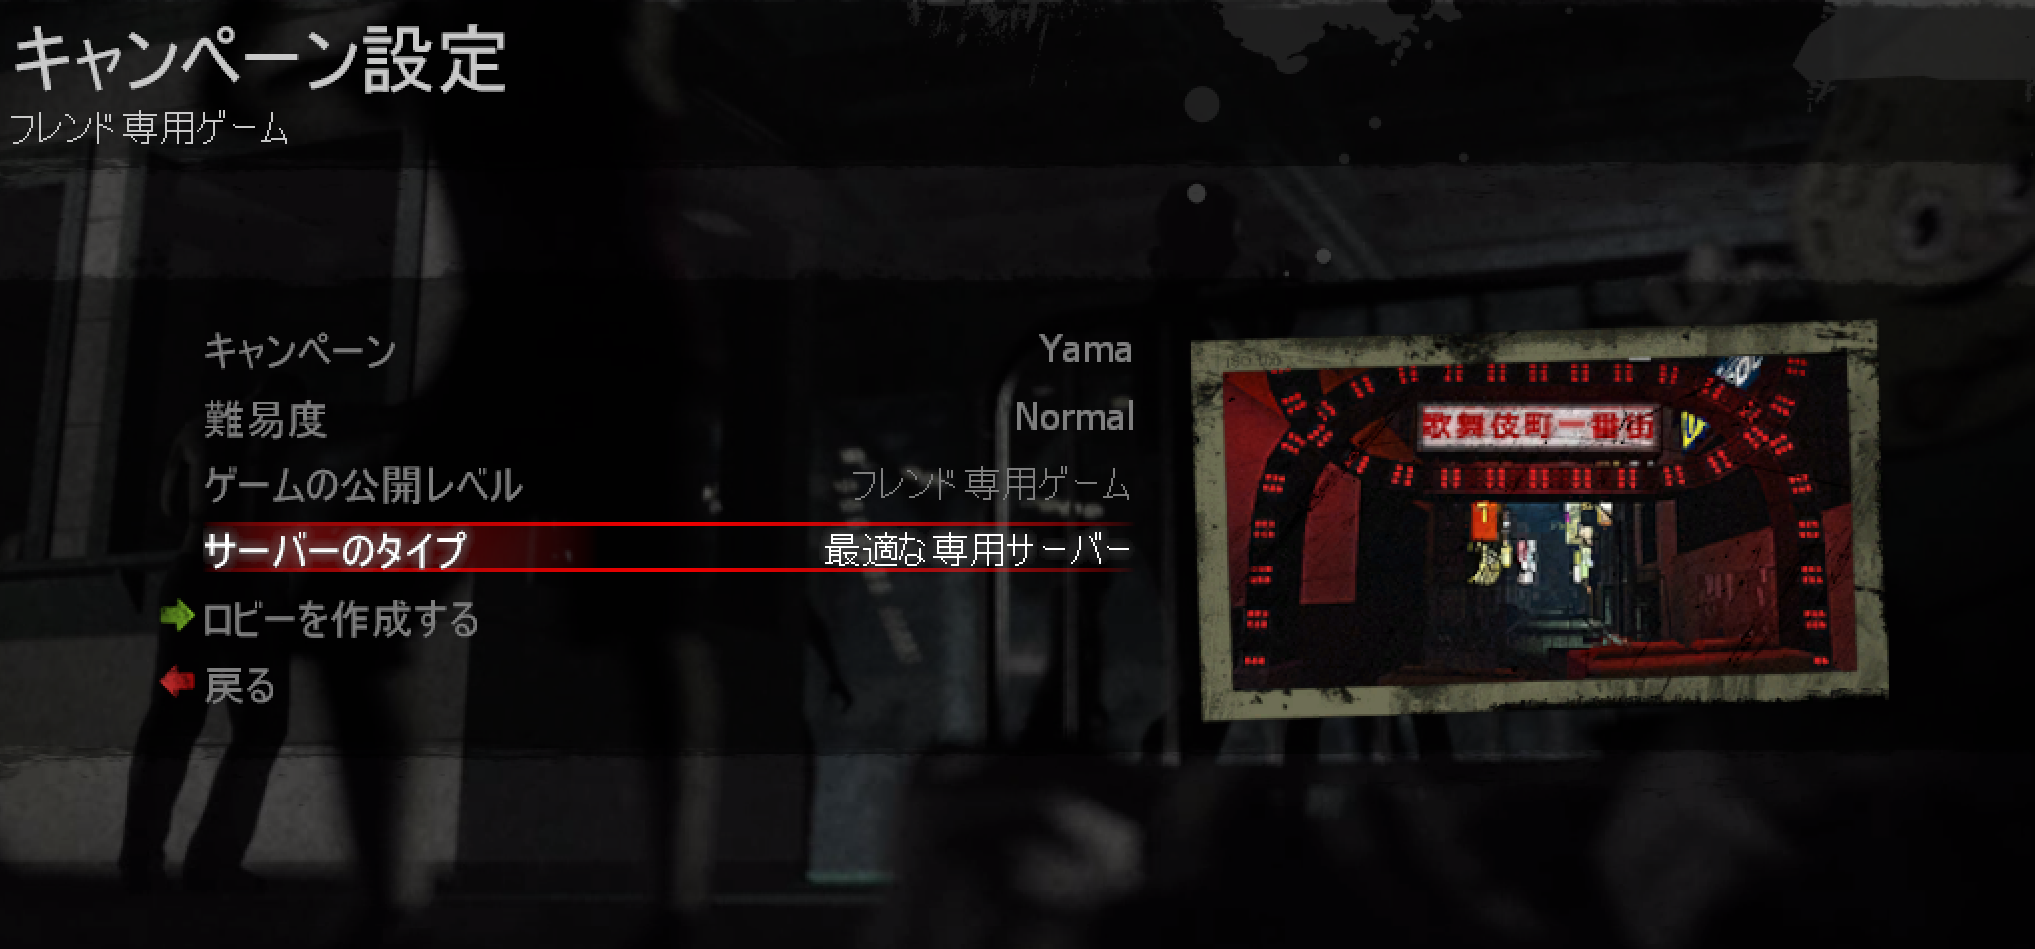 キャンペーン設定
フレンド専用ゲーム
キャンペーン Yama
難易度 Normal
ゲームの公開レベル フレンド専用ゲーム
サーバーのタイプ 最適な専用サーバー
ロビーを作成する
戻る
歌舞伎町一番街